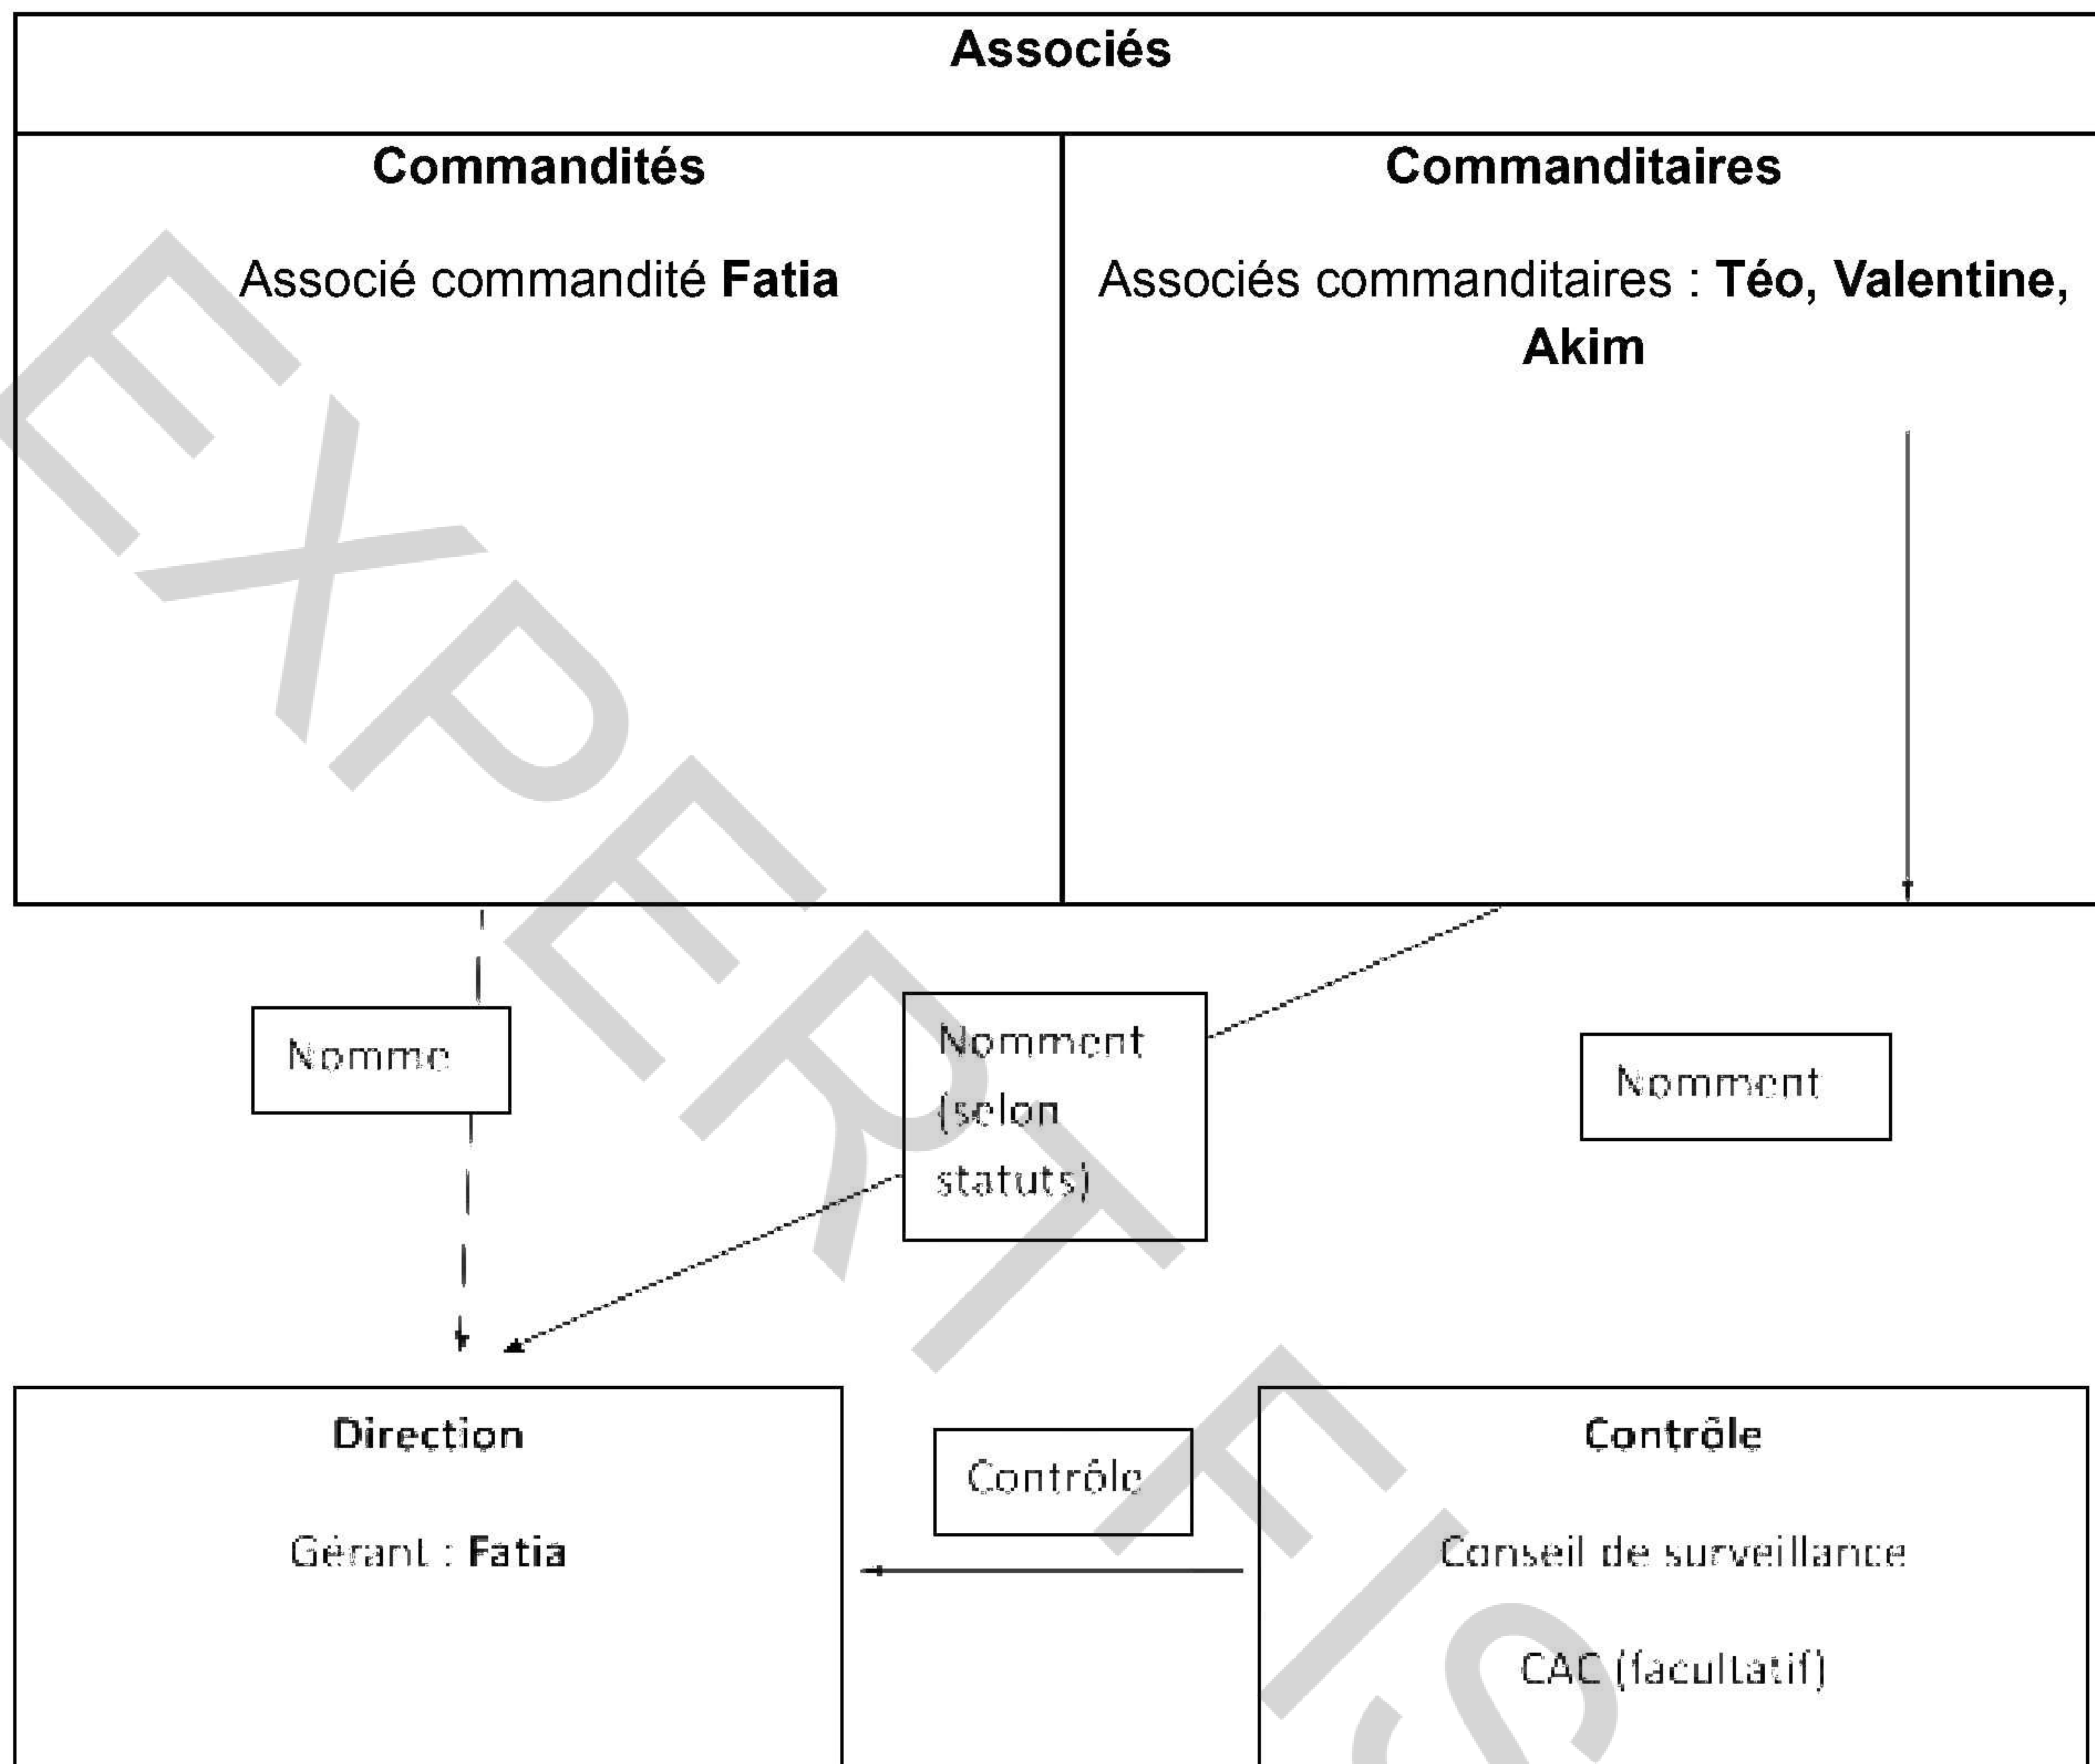 Associés
Commandités
Associé commandité Fatia
Commanditaires
Associés commanditaires : Téo, Valentine,
Akim
Nomme
Nomment
(selon
statuts)
Nomment
Direction
Gérant : Fatia
Contrôle
Contrôle
Conseil de surveillance
CAC (facultatif)
EXPERT